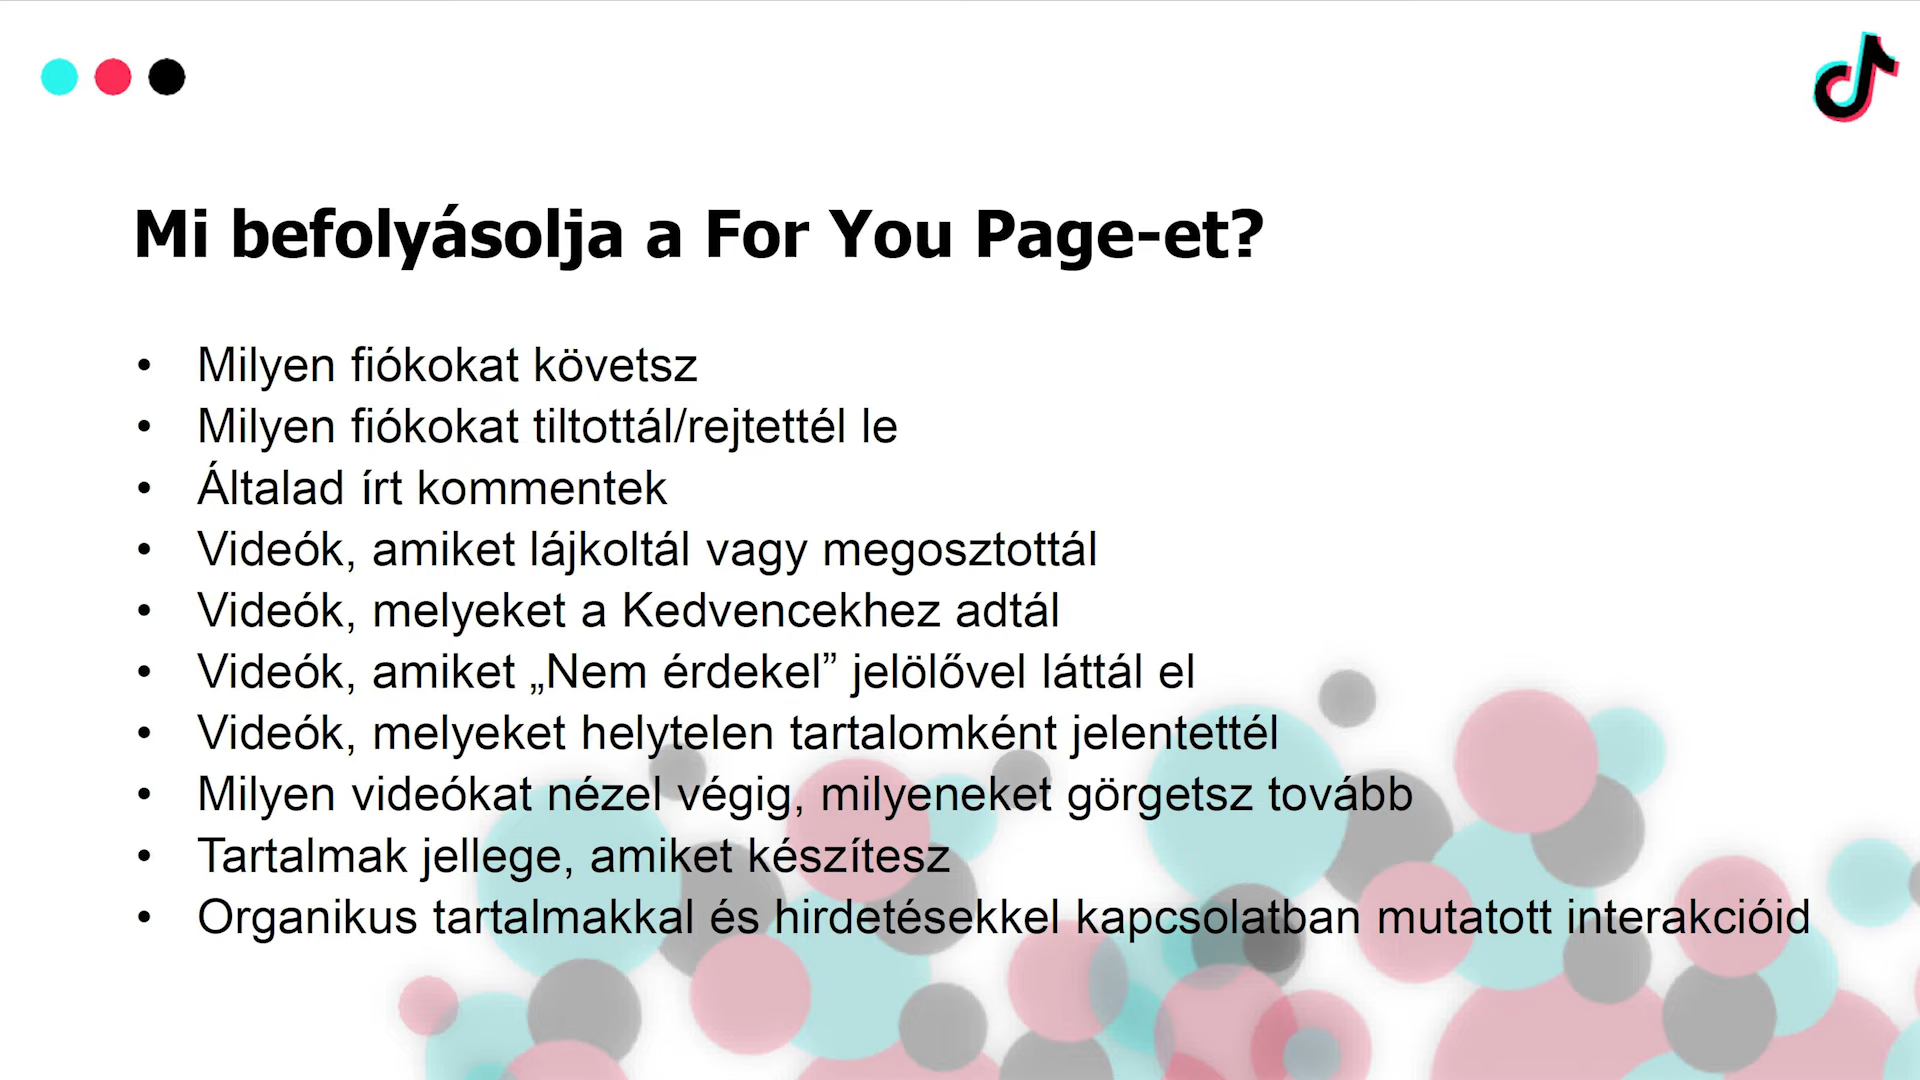 Mi befolyásolja a For You Page-et?
• Milyen fiókokat követsz
• Milyen fiókokat tiltottál/rejtettél le
• Általad írt kommentek
• Videók, amiket lájkoltál vagy megosztottál
• Videók, melyeket a Kedvencekhez adtál
• Videók, amiket „Nem érdekel” jelölővel láttál el
• Videók, melyeket helytelen tartalomként jelentettél
• Milyen videókat nézel végig, milyeneket görgetsz tovább
• Tartalmak jellege, amiket készítesz
• Organikus tartalmakkal és hirdetésekkel kapcsolatban mutatott interakcióid